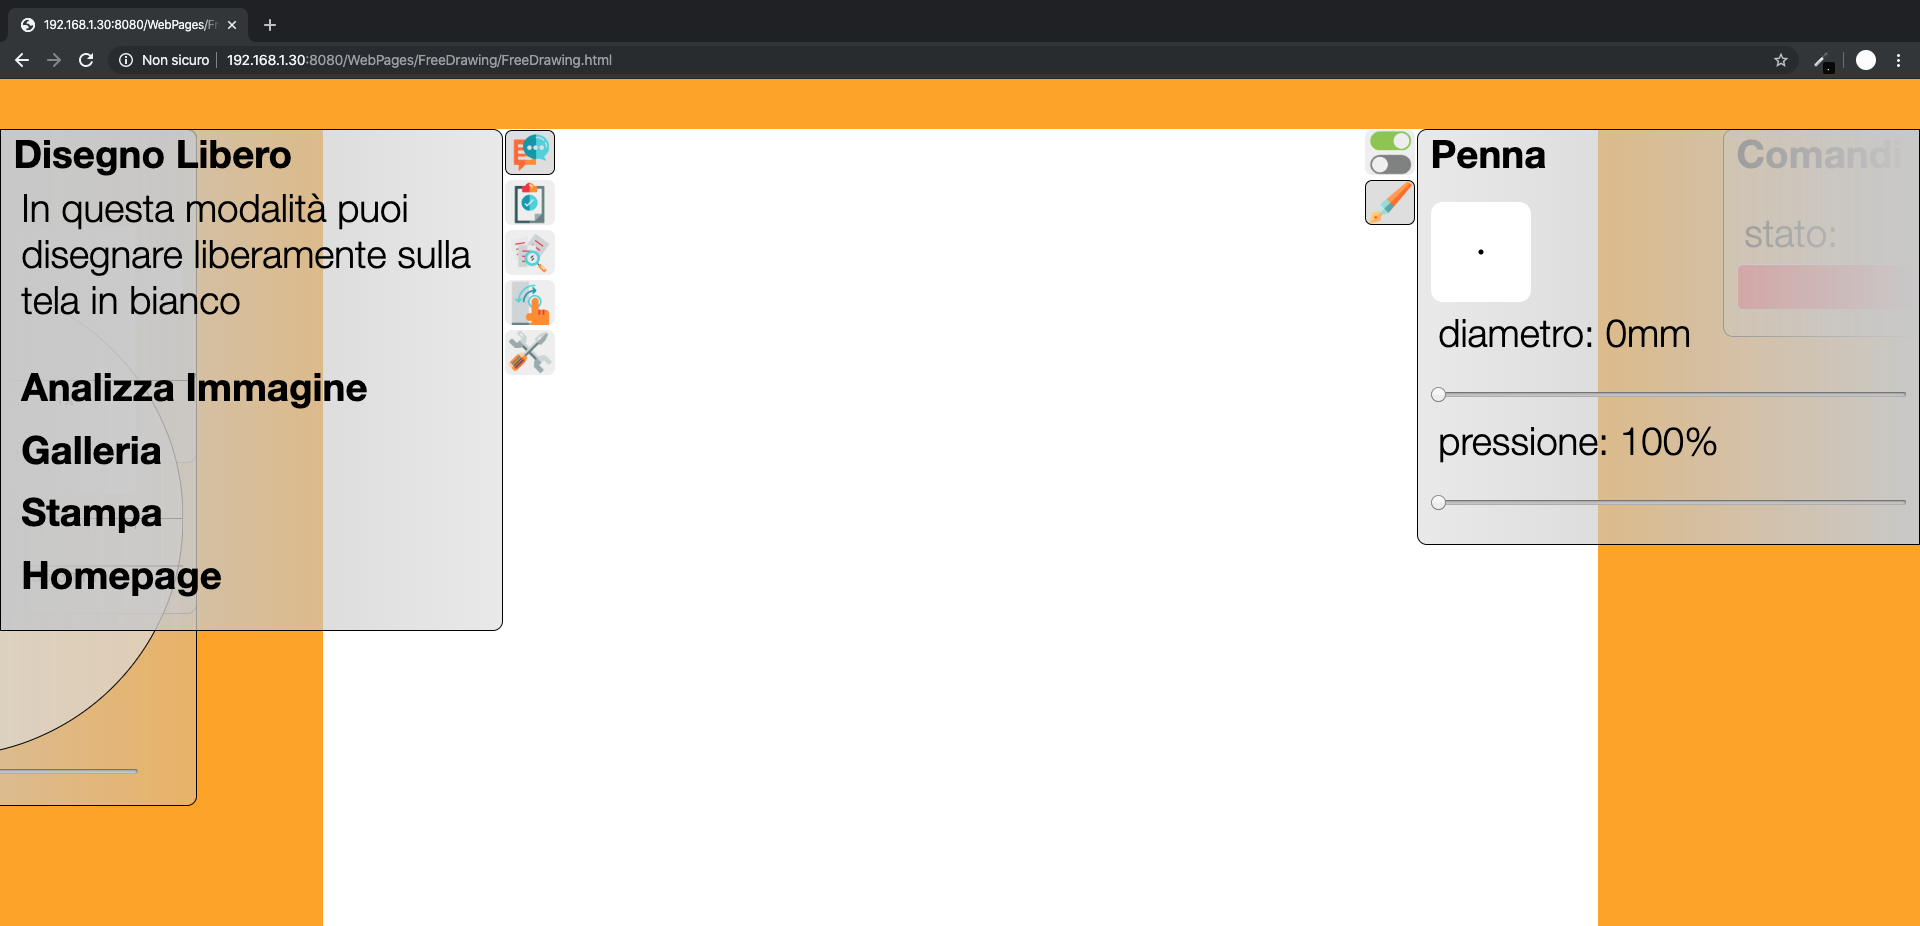 192.168.1.30:8080/WebPages/Fr
Non sicuro
192.168.1.30:8080/WebPages/FreeDrawing/FreeDrawing.html
Disegno Libero
In questa modalità puoi
disegnare liberamente sulla
tela in bianco
Analizza Immagine
Galleria
Stampa
Homepage
Penna
diametro: 0mm
pressione: 100%
Comandi
stato: